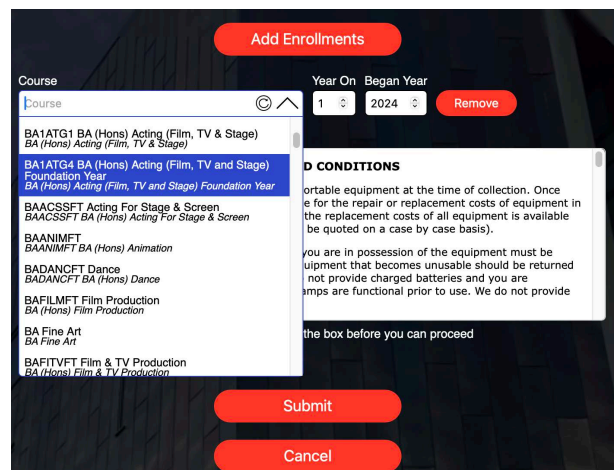 Add Enrollments
Course
Year On Began Year
Course
1
2024
Remove
BA1ATG1 BA (Hons) Acting (Film, TV & Stage)
BA (Hons) Acting (Film, TV & Stage)
BA1ATG4 BA (Hons) Acting (Film, TV and Stage)
Foundation Year
BA (Hons) Acting (Film, TV and Stage) Foundation Year
BAACSSFT Acting For Stage & Screen
BAACSSFT BA (Hons) Acting For Stage & Screen
BAANIMFT
BAANIMFT BA (Hons) Animation
BADANCFT Dance
BADANCFT BA (Hons) Dance
BAFILMFT Film Production
BA (Hons) Film Production
BA Fine Art
BA Fine Art
BAFITVFT Film & TV Production
BA (Hons) Film & TV Production
D CONDITIONS
ortable equipment at the time of collection. Once
e for the repair or replacement costs of equipment in
the replacement costs of all equipment is available
be quoted on a case by case basis).
you are in possession of the equipment must be
uipment that becomes unusable should be returned
not provide charged batteries and you are
amps are functional prior to use. We do not provide
the box before you can proceed
Submit
Cancel